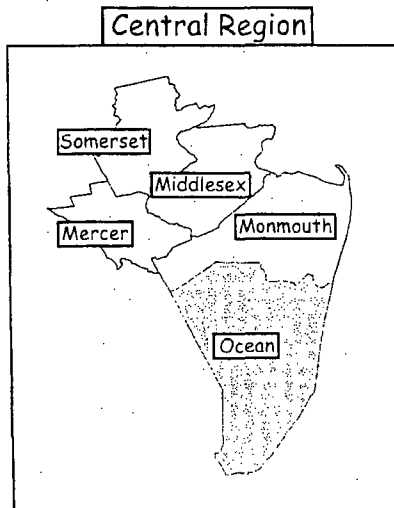 Central Region
Somerset
Middlesex
Mercer
Monmouth
Ocean